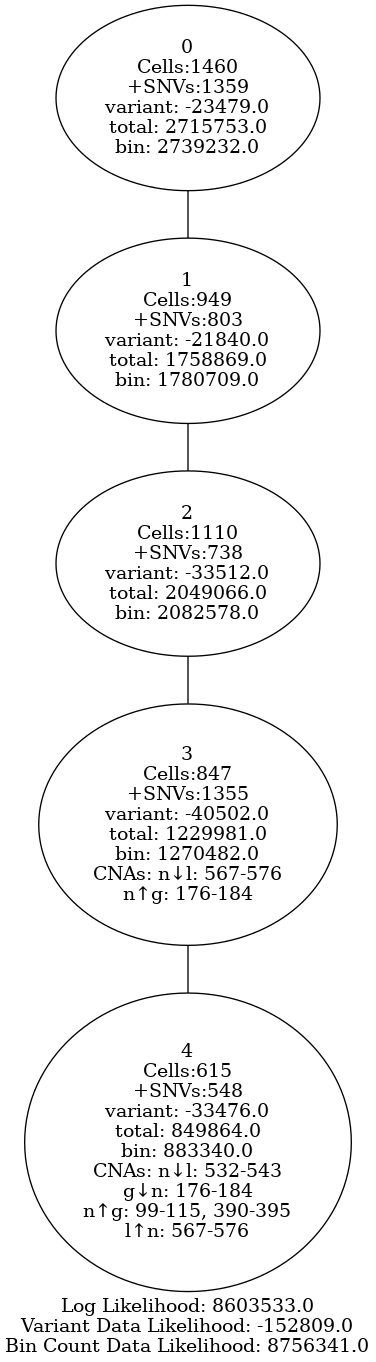 0
Cells:1460
+SNVs:1359
variant: -23479.0
total: 2715753.0
bin: 2739232.0
1
Cells:949
+SNVs:803
variant: -21840.0
total: 1758869.0
bin: 1780709.0
2
Cells:1110
+SNVs:738
variant: -33512.0
total: 2049066.0
bin: 2082578.0
3
Cells:847
+SNVs:1355
variant: -40502.0
total: 1229981.0
bin: 1270482.0
CNAs: n↓l: 567-576
n↑g: 176-184
4
Cells:615
+SNVs:548
variant: -33476.0
total: 849864.0
bin: 883340.0
CNAs: n↓l: 532-543
g↓n: 176-184
n↑g: 99-115, 390-395
l↑n: 567-576
Log Likelihood: 8603533.0
Variant Data Likelihood: -152809.0
Bin Count Data Likelihood: 8756341.0